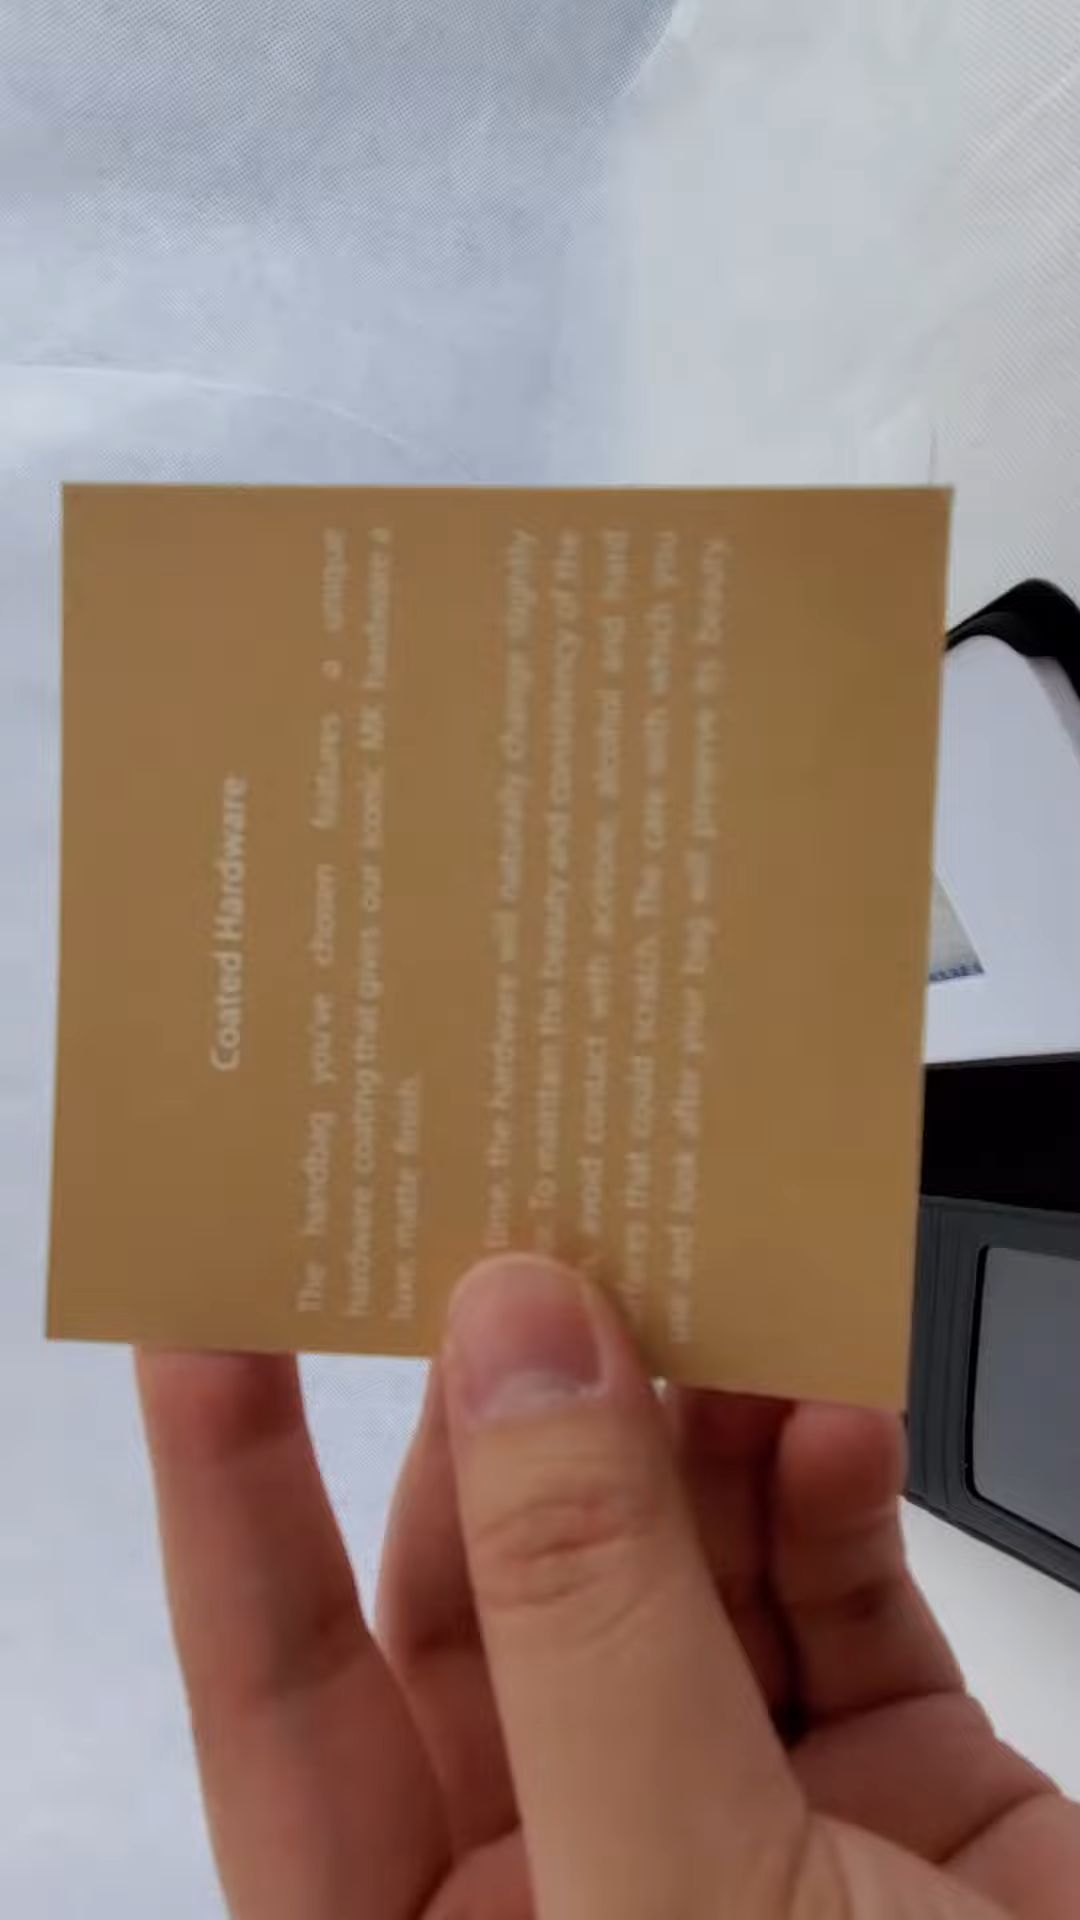 Coated Hardware
The handbag you've chosen features a unique
hardware coating that gives our iconic MK hardware a
luxe, matte finish.
time, the hardware will naturally change slightly
To maintain the beauty and consistency of the
avoid contact with acetone, alcohol and hard
that could scratch. The care with which you
use and look after your bag will preserve its beauty.